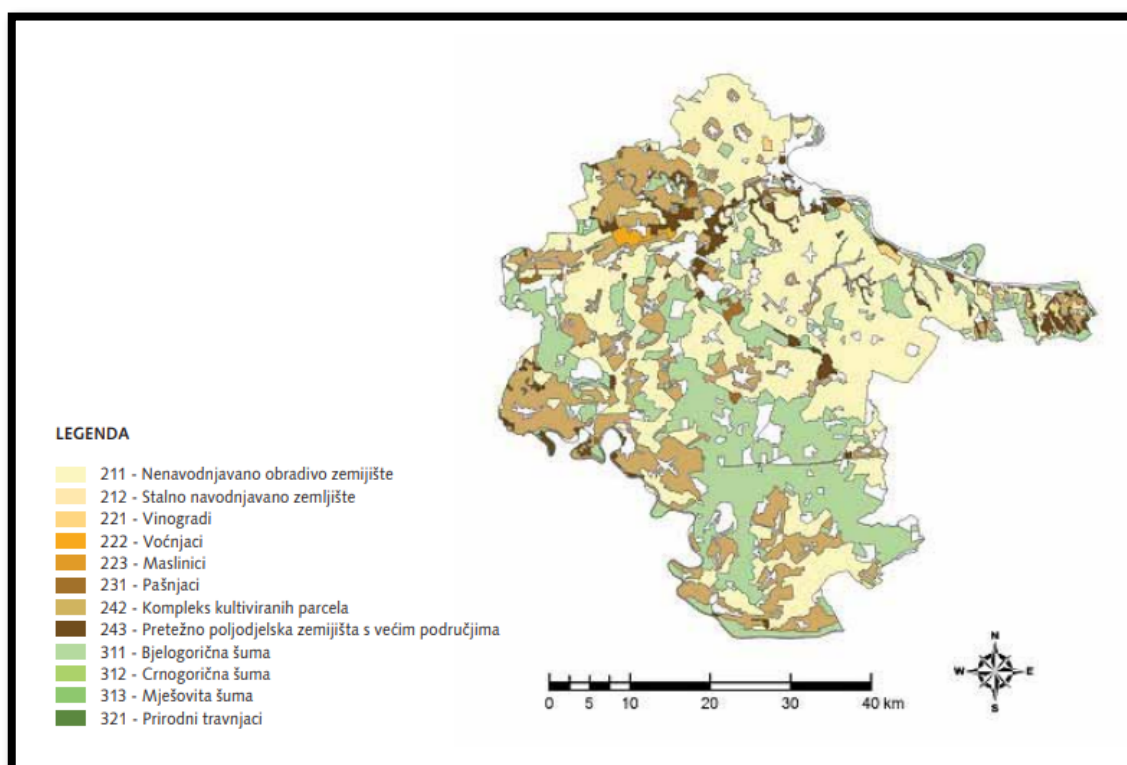 LEGENDA
211 - Nenavodnjavano obradivo zemijište
212 - Stalno navodnjavano zemljište
221 - Vinogradi
222 - Voćnjaci
223 - Maslinici
231 - Pašnjaci
242 - Kompleks kultiviranih parcela
243 - Pretežno poljodjelska zemijišta s većim područjima
311 - Bjelogorična šuma
312 - Crnogorična šuma
313 - Mješovita šuma
321 - Prirodni travnjaci
0 5 10 20 30 40 km
N
W E
S